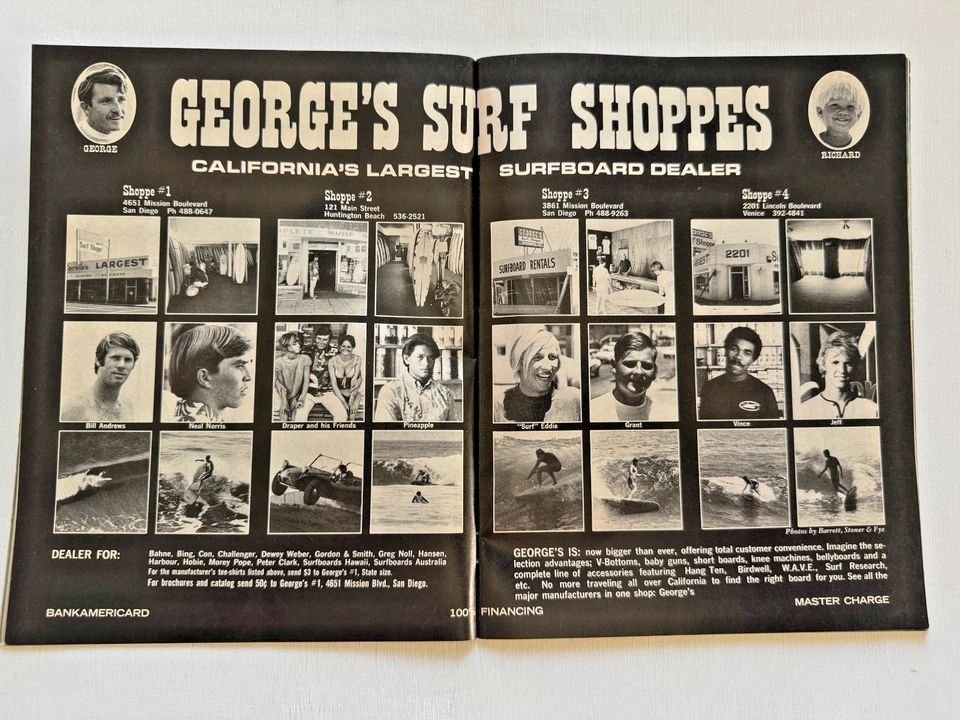 GEORGE'S SURF SHOPPES
GEORGE
RICHARD
CALIFORNIA'S LARGEST SURFBOARD DEALER
Shoppe #1
4651 Mission Boulevard
San Diego Ph 488-0647
Shoppe #2
121 Main Street
Huntington Beach 536-2521
Shoppe #3
3861 Mission Boulevard
San Diego Ph 488-9263
Shoppe #4
2201 Lincoln Boulevard
Venice 392-4841
Surf Shop
ornia's LARGEST
PLETE SURF
GEORGE'S
SURFBOARD RENTALS
2201
Bill Andrews
Neal Norris
Draper and his Friends
Pineapple
"Surf" Eddie
Grant
Vince
Jeff
Photos by Barrett, Stoner & Fye
DEALER FOR:
Bahne, Bing, Con, Challenger, Dewey Weber, Gordon & Smith, Greg Noll, Hansen,
Harbour, Hobie, Morey Pope, Peter Clark, Surfboards Hawaii, Surfboards Australia
For the manufacturer's tee-shirts listed above, send $3 to George's #1, State size.
For brochures and catalog send 50¢ to George's #1, 4651 Mission Blvd., San Diego.
GEORGE'S IS: now bigger than ever, offering total customer convenience. Imagine the se-
lection advantages; V-Bottoms, baby guns, short boards, knee machines, bellyboards and a
complete line of accessories featuring Hang Ten, Birdwell, W.A.V.E., Surf Research,
etc. No more traveling all over California to find the right board for you. See all the
major manufacturers in one shop: George's
BANKAMERICARD
100% FINANCING
MASTER CHARGE